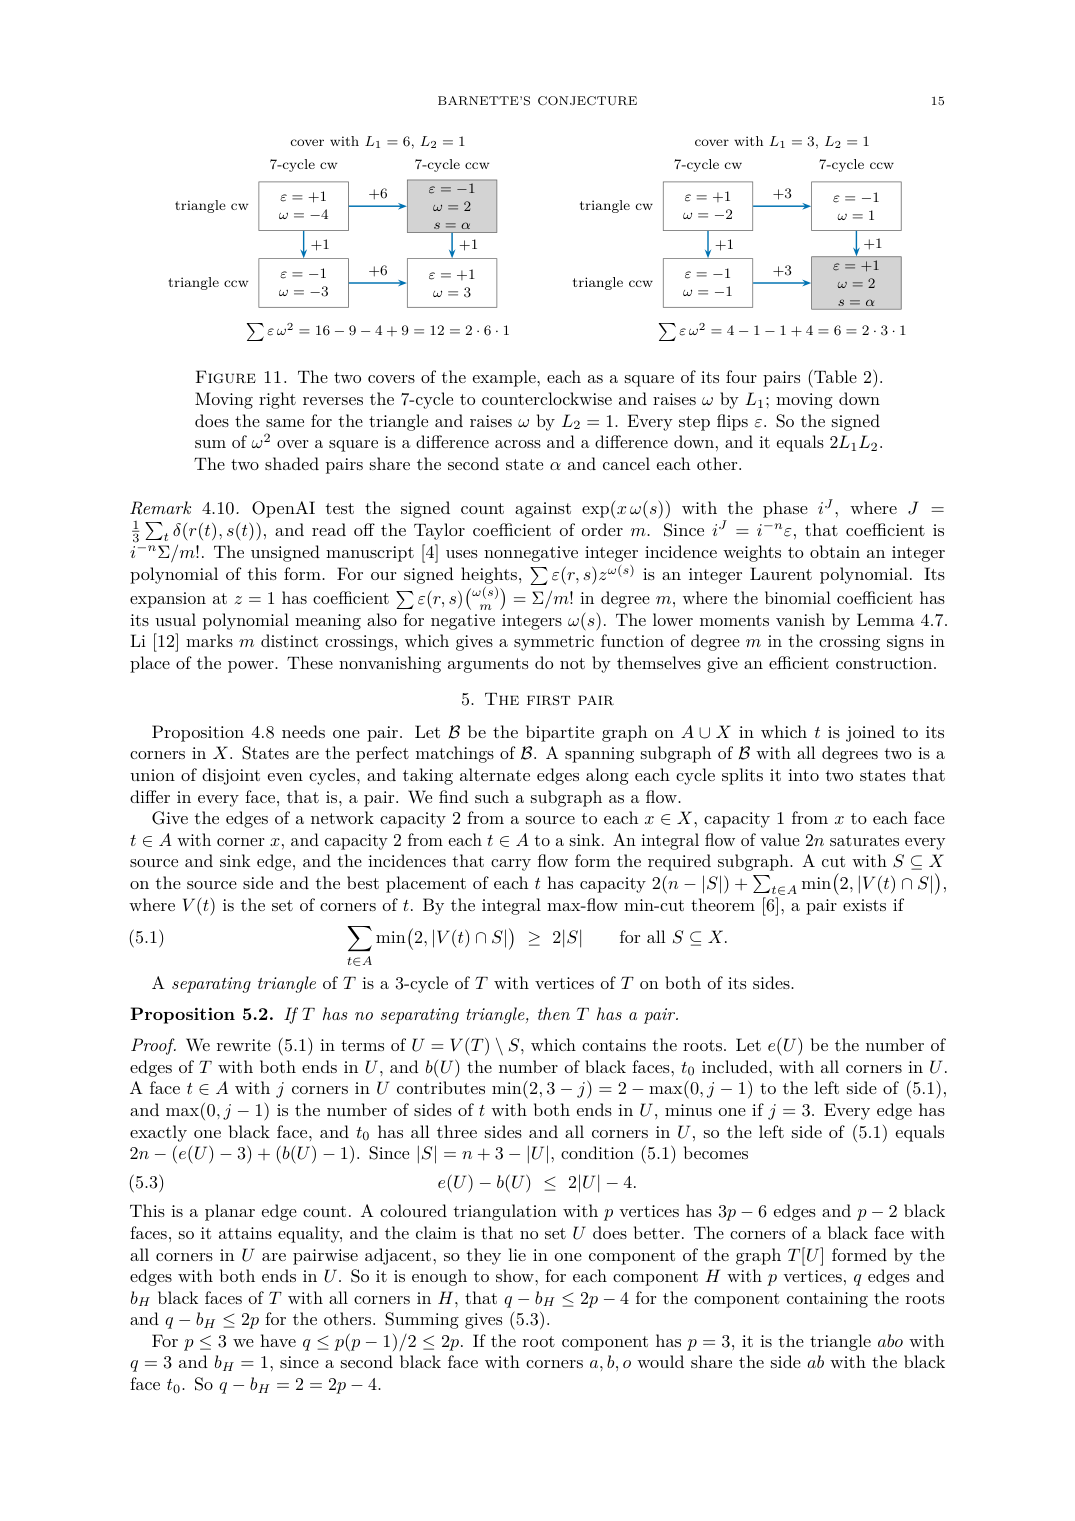 BARNETTE'S CONJECTURE 15
cover with L₁ = 6, L₂ = 1
7-cycle cw 7-cycle ccw
triangle cw
ε = +1
ω = −4
+6
ε = −1
ω = 2
s = α
+1 +1
triangle ccw
ε = −1
ω = −3
+6
ε = +1
ω = 3
∑ ε ω² = 16 − 9 − 4 + 9 = 12 = 2 · 6 · 1
cover with L₁ = 3, L₂ = 1
7-cycle cw 7-cycle ccw
triangle cw
ε = +1
ω = −2
+3
ε = −1
ω = 1
+1 +1
triangle ccw
ε = −1
ω = −1
+3
ε = +1
ω = 2
s = α
∑ ε ω² = 4 − 1 − 1 + 4 = 6 = 2 · 3 · 1
FIGURE 11. The two covers of the example, each as a square of its four pairs (Table 2).
Moving right reverses the 7-cycle to counterclockwise and raises ω by L₁; moving down
does the same for the triangle and raises ω by L₂ = 1. Every step flips ε. So the signed
sum of ω² over a square is a difference across and a difference down, and it equals 2L₁L₂.
The two shaded pairs share the second state α and cancel each other.
Remark 4.10. OpenAI test the signed count against exp(x ω(s)) with the phase i^J, where J =
1/3 ∑_t δ(r(t), s(t)), and read off the Taylor coefficient of order m. Since i^J = i^{−n}ε, that coefficient is
i^{−n}Σ/m!. The unsigned manuscript [4] uses nonnegative integer incidence weights to obtain an integer
polynomial of this form. For our signed heights, ∑ ε(r, s)z^{ω(s)} is an integer Laurent polynomial. Its
expansion at z = 1 has coefficient ∑ ε(r, s)(ω(s) m) = Σ/m! in degree m, where the binomial coefficient has
its usual polynomial meaning also for negative integers ω(s). The lower moments vanish by Lemma 4.7.
Li [12] marks m distinct crossings, which gives a symmetric function of degree m in the crossing signs in
place of the power. These nonvanishing arguments do not by themselves give an efficient construction.
5. THE FIRST PAIR
Proposition 4.8 needs one pair. Let ℬ be the bipartite graph on A ∪ X in which t is joined to its
corners in X. States are the perfect matchings of ℬ. A spanning subgraph of ℬ with all degrees two is a
union of disjoint even cycles, and taking alternate edges along each cycle splits it into two states that
differ in every face, that is, a pair. We find such a subgraph as a flow.
Give the edges of a network capacity 2 from a source to each x ∈ X, capacity 1 from x to each face
t ∈ A with corner x, and capacity 2 from each t ∈ A to a sink. An integral flow of value 2n saturates every
source and sink edge, and the incidences that carry flow form the required subgraph. A cut with S ⊆ X
on the source side and the best placement of each t has capacity 2(n − |S|) + ∑_{t∈A} min(2, |V(t) ∩ S|),
where V(t) is the set of corners of t. By the integral max-flow min-cut theorem [6], a pair exists if
(5.1) ∑_{t∈A} min(2, |V(t) ∩ S|) ≥ 2|S| for all S ⊆ X.
A separating triangle of T is a 3-cycle of T with vertices of T on both of its sides.
Proposition 5.2. If T has no separating triangle, then T has a pair.
Proof. We rewrite (5.1) in terms of U = V(T) \ S, which contains the roots. Let e(U) be the number of
edges of T with both ends in U, and b(U) the number of black faces, t₀ included, with all corners in U.
A face t ∈ A with j corners in U contributes min(2, 3 − j) = 2 − max(0, j − 1) to the left side of (5.1),
and max(0, j − 1) is the number of sides of t with both ends in U, minus one if j = 3. Every edge has
exactly one black face, and t₀ has all three sides and all corners in U, so the left side of (5.1) equals
2n − (e(U) − 3) + (b(U) − 1). Since |S| = n + 3 − |U|, condition (5.1) becomes
(5.3) e(U) − b(U) ≤ 2|U| − 4.
This is a planar edge count. A coloured triangulation with p vertices has 3p − 6 edges and p − 2 black
faces, so it attains equality, and the claim is that no set U does better. The corners of a black face with
all corners in U are pairwise adjacent, so they lie in one component of the graph T[U] formed by the
edges with both ends in U. So it is enough to show, for each component H with p vertices, q edges and
b_H black faces of T with all corners in H, that q − b_H ≤ 2p − 4 for the component containing the roots
and q − b_H ≤ 2p for the others. Summing gives (5.3).
For p ≤ 3 we have q ≤ p(p − 1)/2 ≤ 2p. If the root component has p = 3, it is the triangle abo with
q = 3 and b_H = 1, since a second black face with corners a, b, o would share the side ab with the black
face t₀. So q − b_H = 2 = 2p − 4.